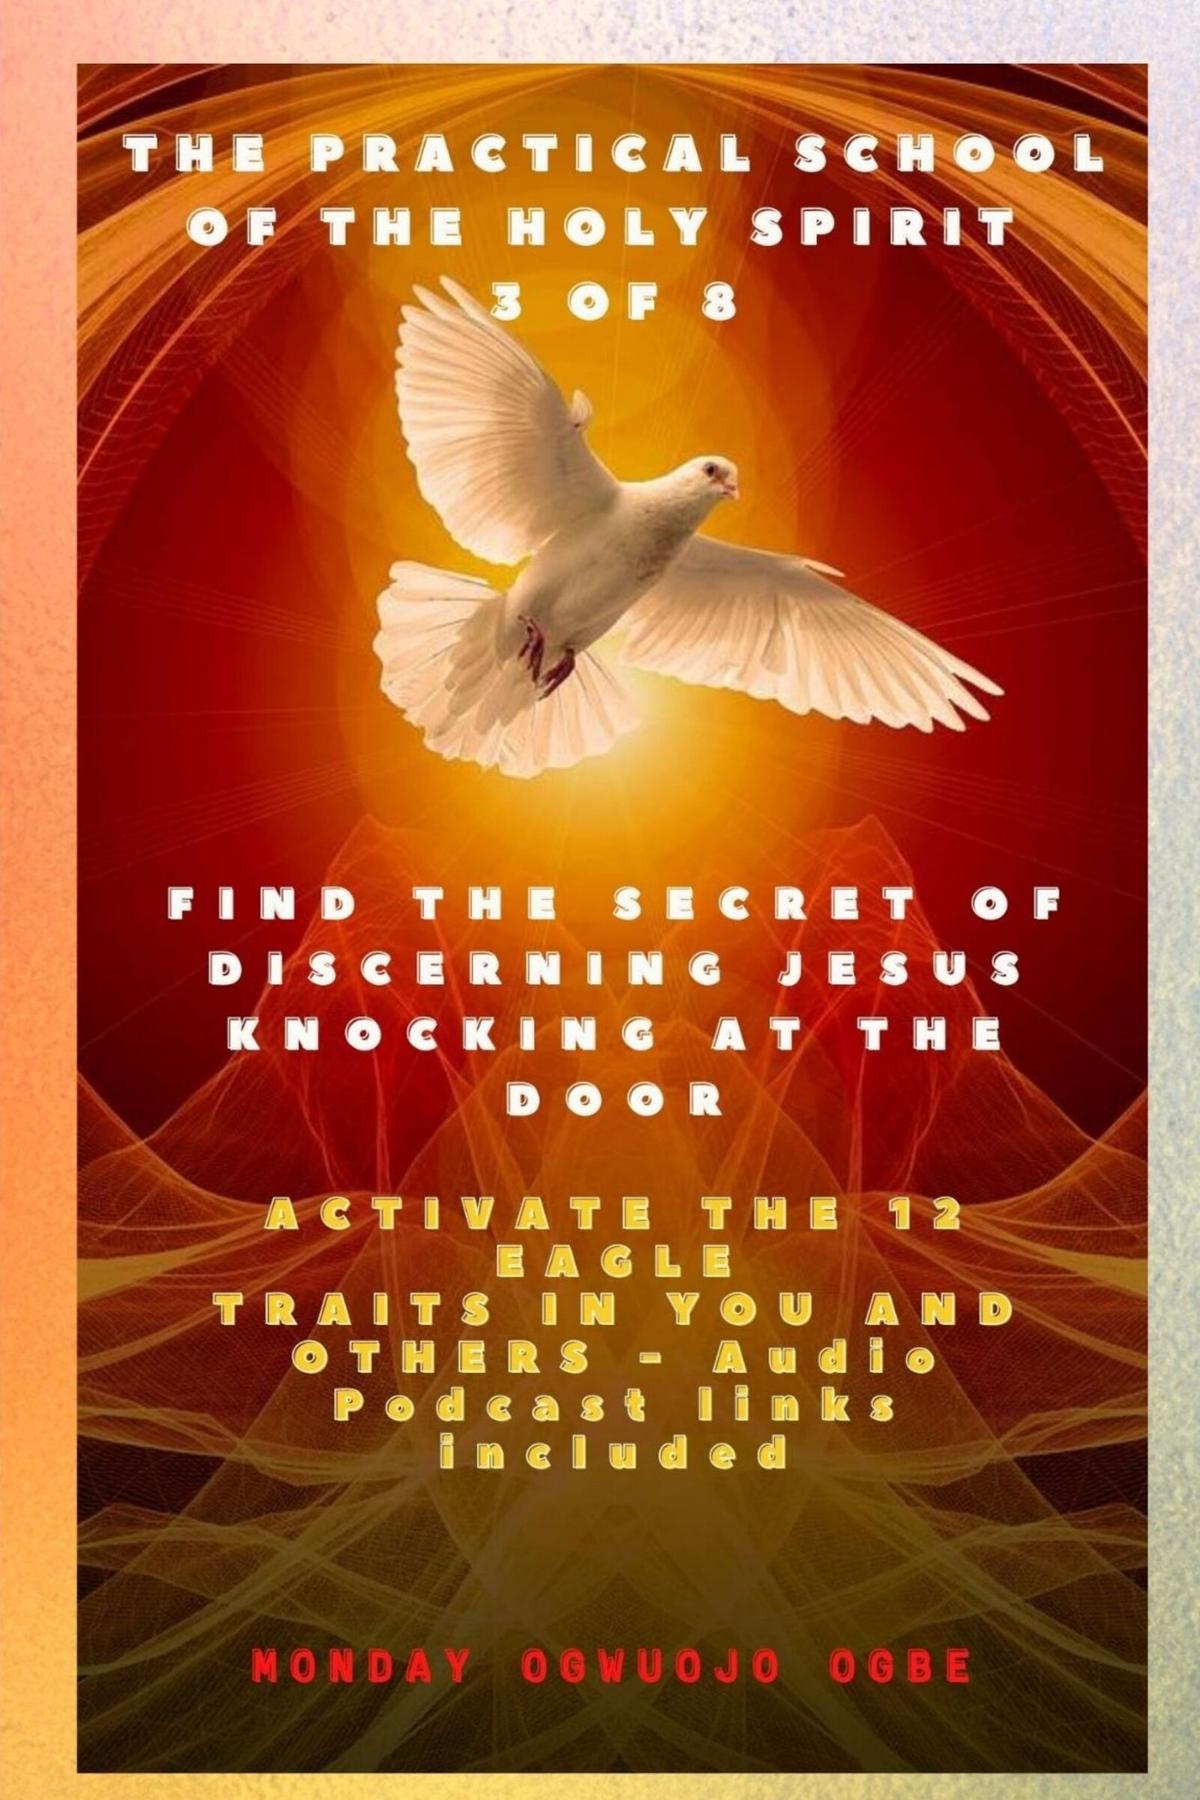 THE PRACTICAL SCHOOL
OF THE HOLY SPIRIT
3 OF 8
FIND THE SECRET OF
DISCERNING JESUS
KNOCKING AT THE
DOOR
ACTIVATE THE 12
EAGLE
TRAITS IN YOU AND
OTHERS - Audio
Podcast links
included
MONDAY OGWUOJO OGBE